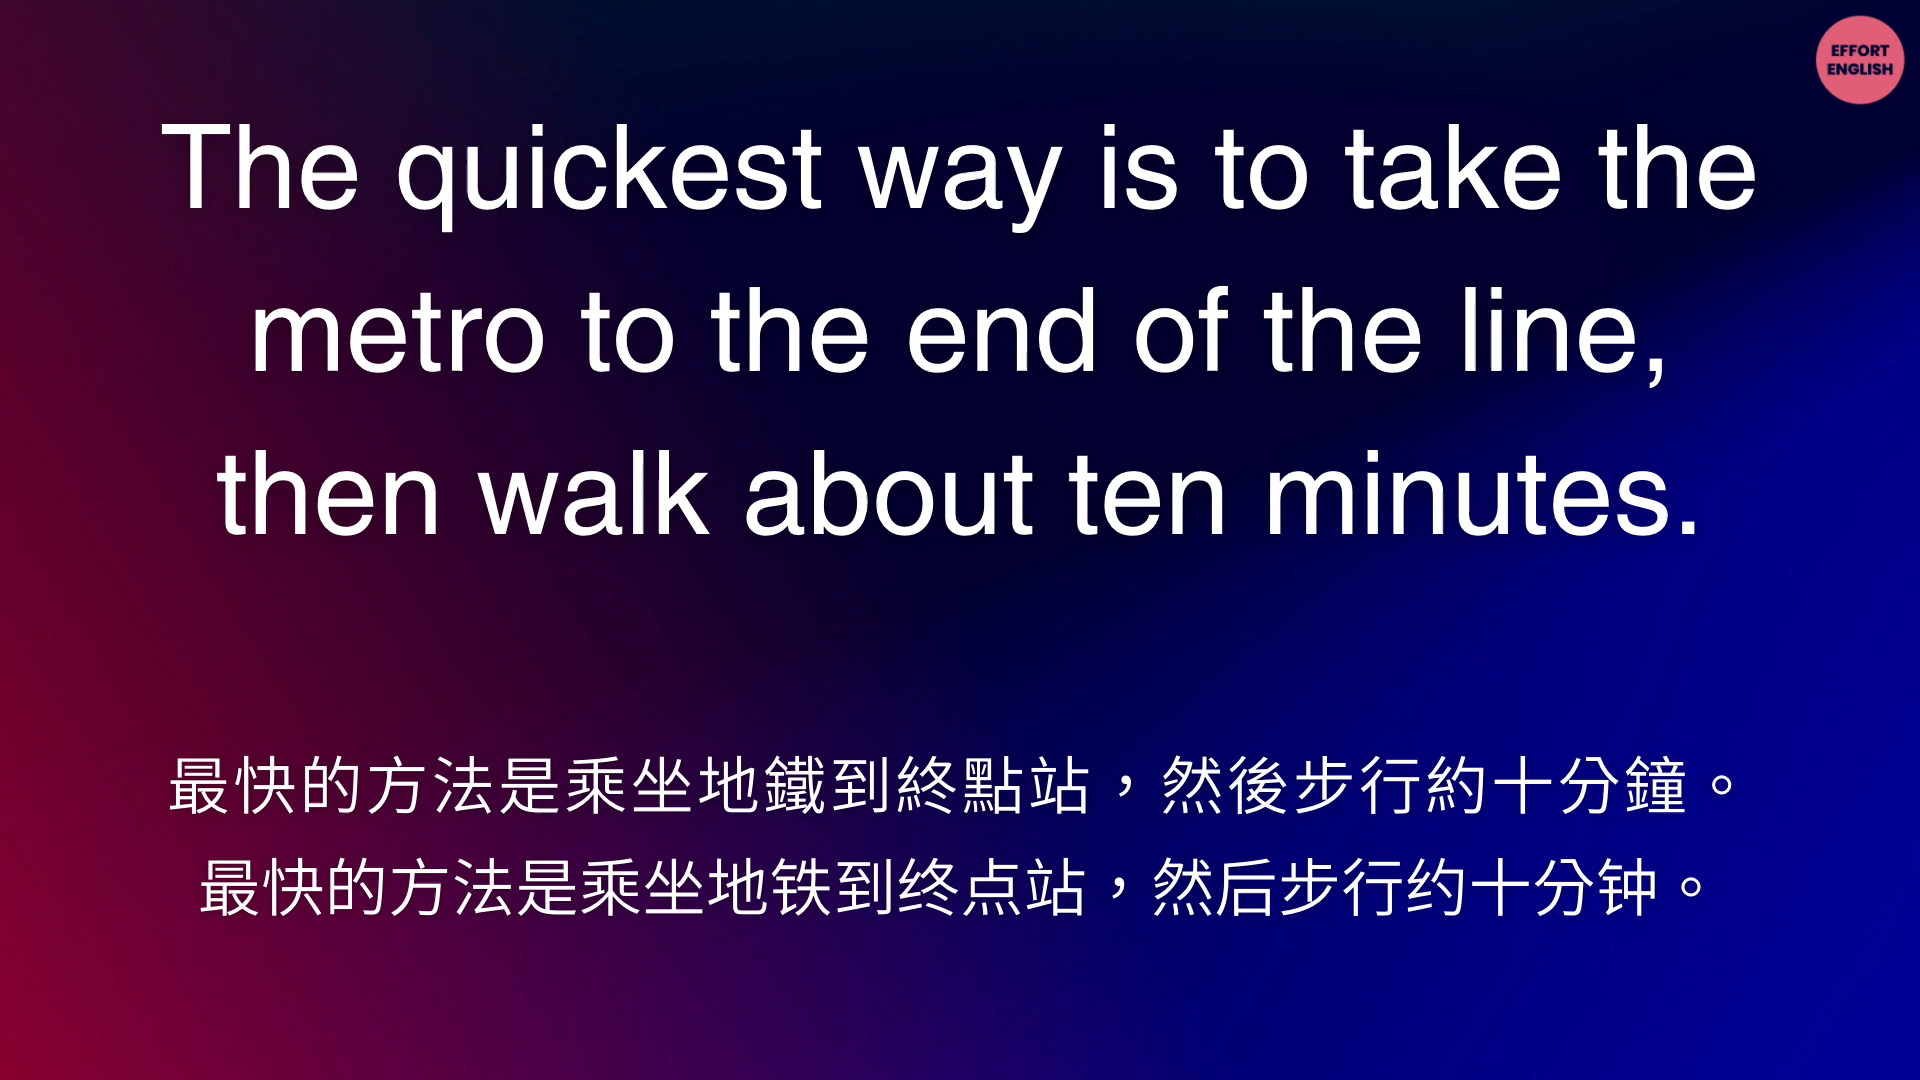 EFFORT
ENGLISH
The quickest way is to take the
metro to the end of the line,
then walk about ten minutes.
最快的方法是乘坐地鐵到終點站，然後步行約十分鐘。
最快的方法是乘坐地铁到终点站，然后步行约十分钟。